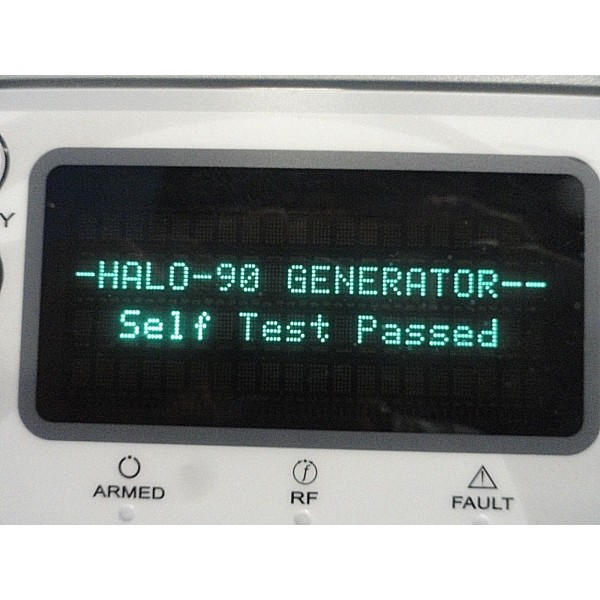 Y
-HALO-90 GENERATOR--
Self Test Passed
ARMED
RF
FAULT